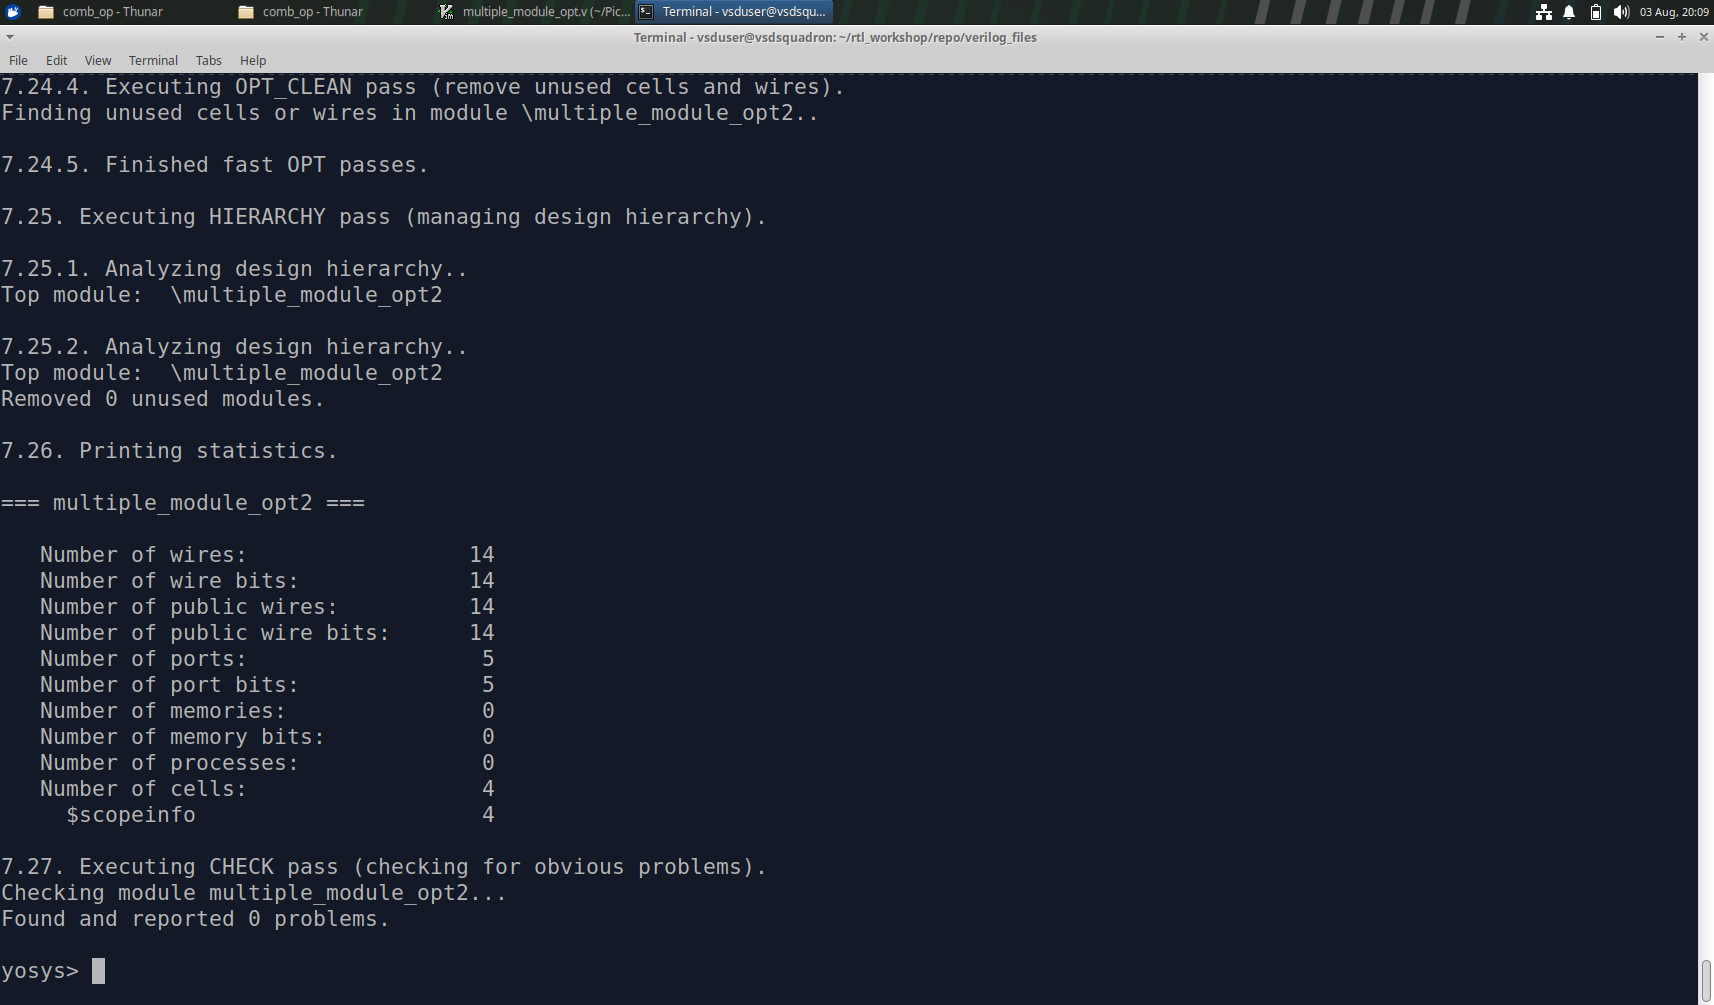 comb_op - Thunar
comb_op - Thunar
multiple_module_opt.v (~/Pic...
Terminal - vsduser@vsdsqu...
03 Aug, 20:09
Terminal - vsduser@vsdsquadron: ~/rtl_workshop/repo/verilog_files
File Edit View Terminal Tabs Help
7.24.4. Executing OPT_CLEAN pass (remove unused cells and wires).
Finding unused cells or wires in module \multiple_module_opt2..
7.24.5. Finished fast OPT passes.
7.25. Executing HIERARCHY pass (managing design hierarchy).
7.25.1. Analyzing design hierarchy..
Top module:  \multiple_module_opt2
7.25.2. Analyzing design hierarchy..
Top module:  \multiple_module_opt2
Removed 0 unused modules.
7.26. Printing statistics.
=== multiple_module_opt2 ===
Number of wires: 14
Number of wire bits: 14
Number of public wires: 14
Number of public wire bits: 14
Number of ports: 5
Number of port bits: 5
Number of memories: 0
Number of memory bits: 0
Number of processes: 0
Number of cells: 4
$scopeinfo 4
7.27. Executing CHECK pass (checking for obvious problems).
Checking module multiple_module_opt2...
Found and reported 0 problems.
yosys>